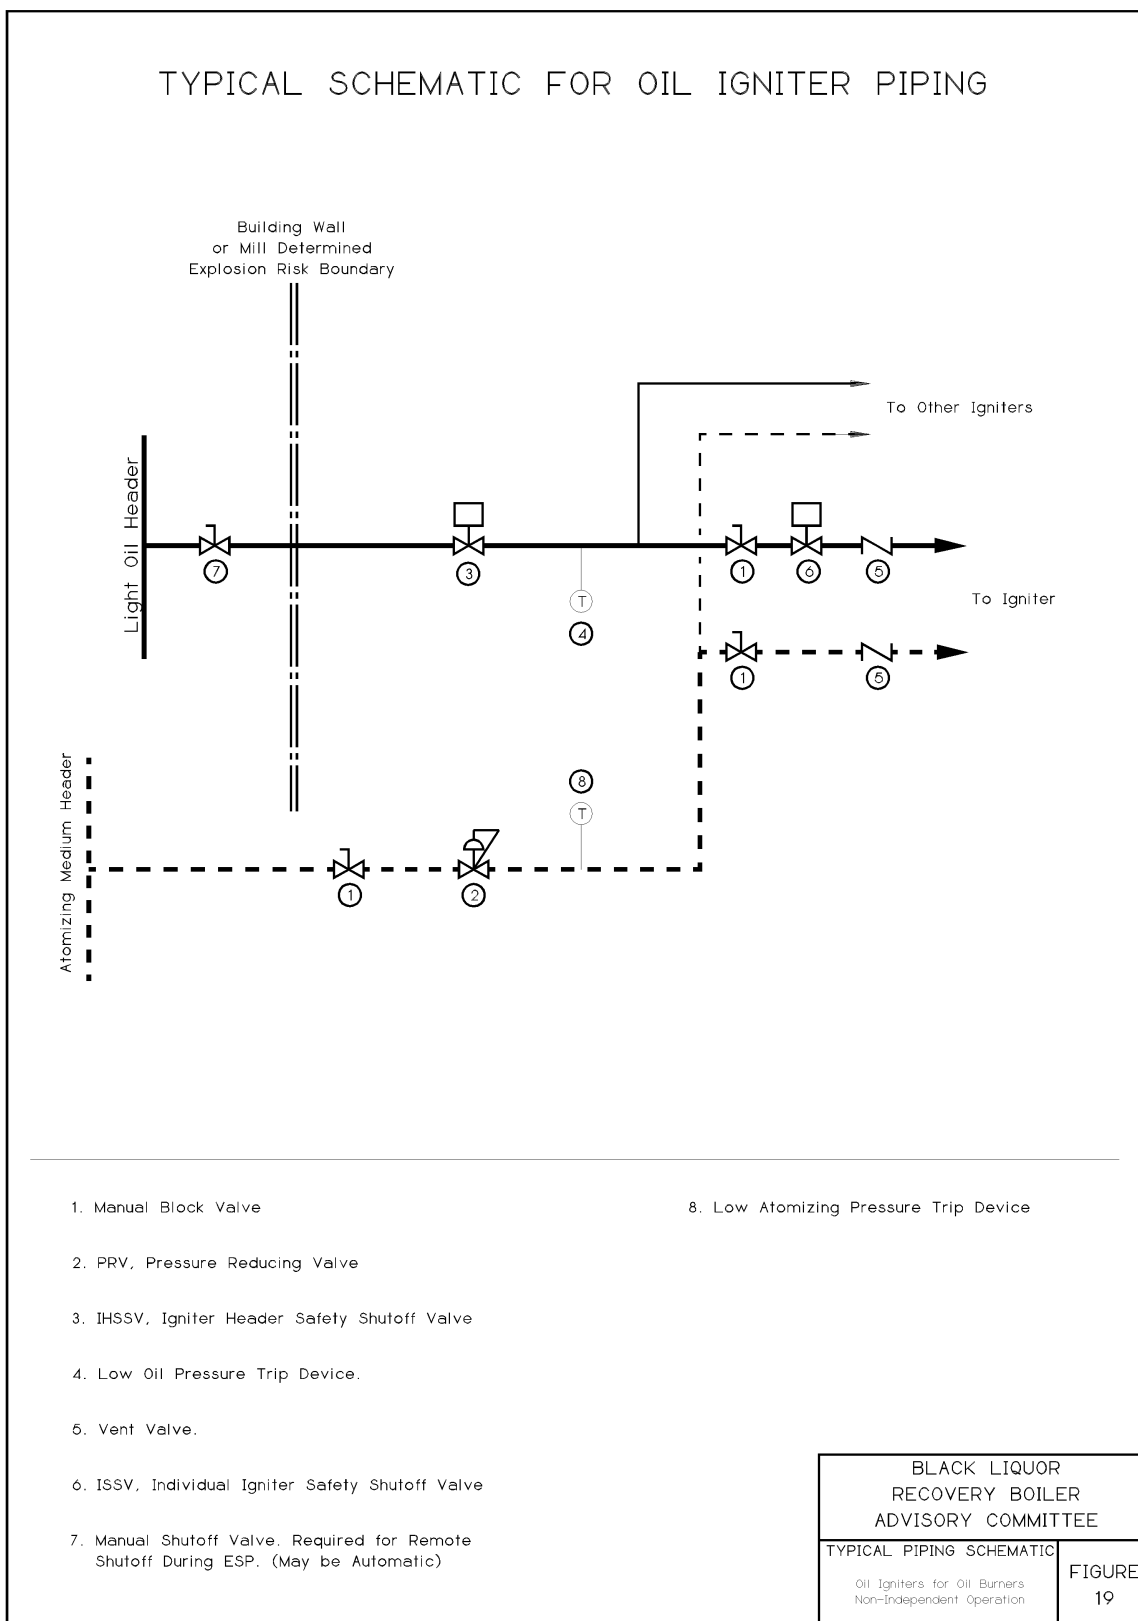 TYPICAL SCHEMATIC FOR OIL IGNITER PIPING
Building Wall
or Mill Determined
Explosion Risk Boundary
To Other Igniters
Light Oil Header
7
3
T
4
1
6
5
To Igniter
1
5
Atomizing Medium Header
8
T
1
2
1. Manual Block Valve
2. PRV, Pressure Reducing Valve
3. IHSSV, Igniter Header Safety Shutoff Valve
4. Low Oil Pressure Trip Device.
5. Vent Valve.
6. ISSV, Individual Igniter Safety Shutoff Valve
7. Manual Shutoff Valve. Required for Remote
Shutoff During ESP. (May be Automatic)
8. Low Atomizing Pressure Trip Device
BLACK LIQUOR
RECOVERY BOILER
ADVISORY COMMITTEE
TYPICAL PIPING SCHEMATIC
Oil Igniters for Oil Burners
Non-Independent Operation
FIGURE
19